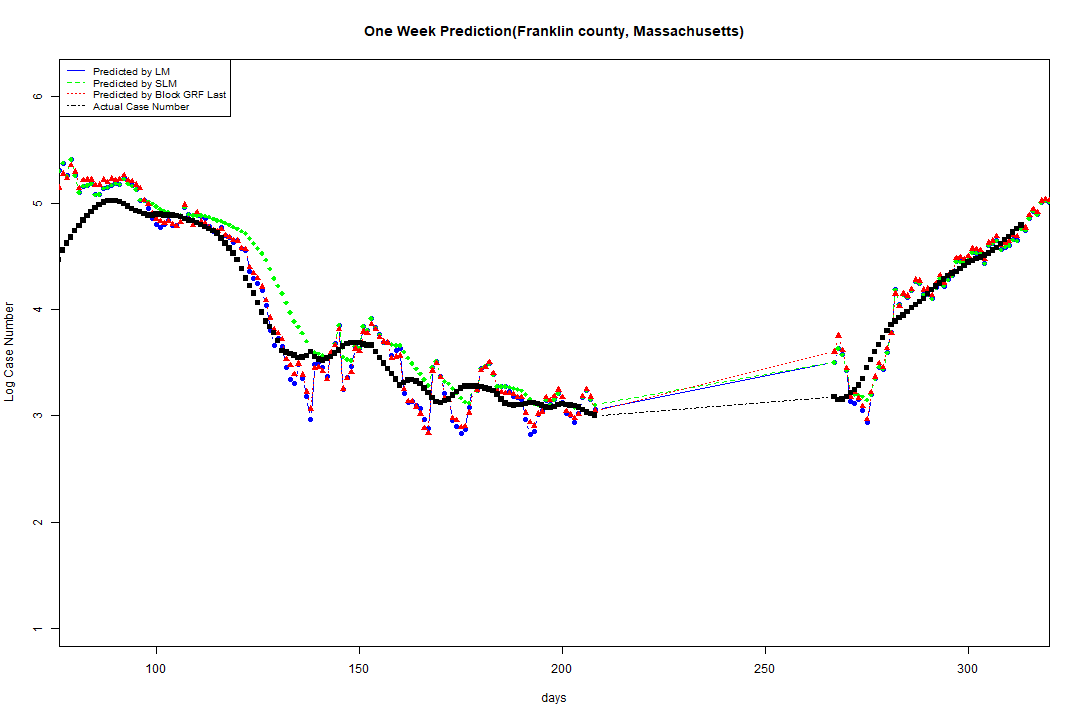 One Week Prediction(Franklin county, Massachusetts)
Predicted by LM
Predicted by SLM
Predicted by Block GRF Last
Actual Case Number
6
5
4
3
2
1
Log Case Number
100 150 200 250 300
days